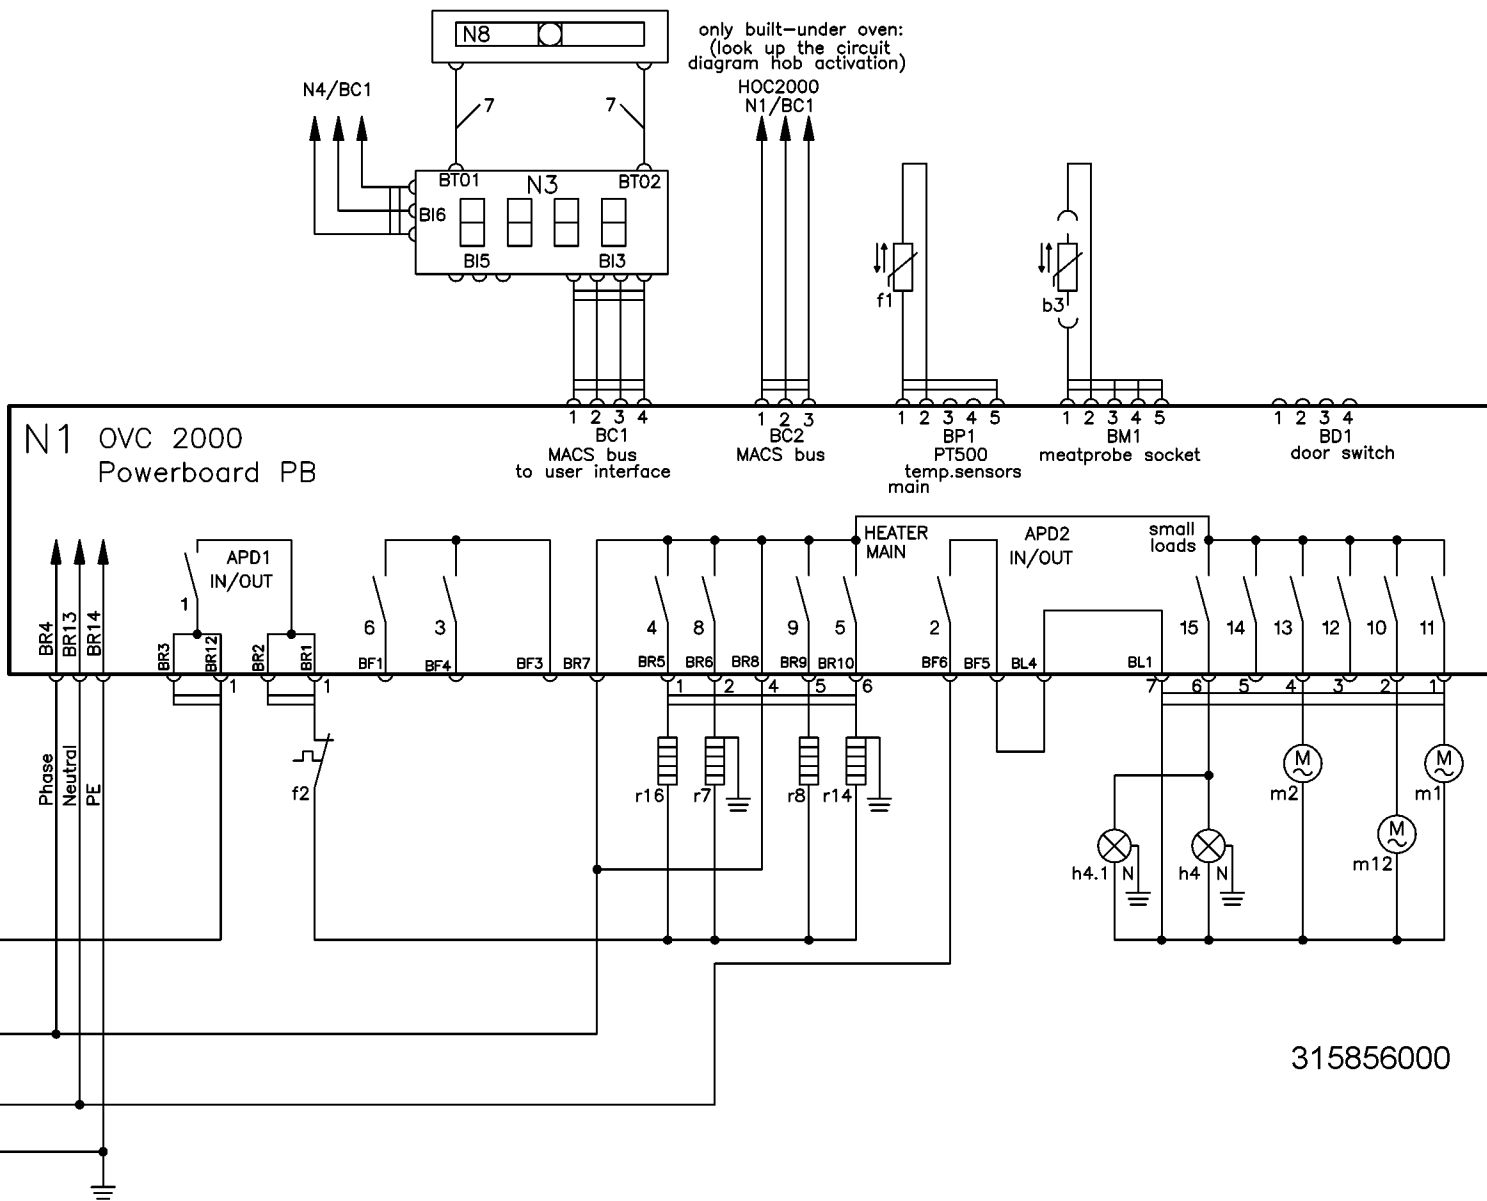 N8
only built-under oven:
(look up the circuit
diagram hob activation)
HOC2000
N1/BC1
N4/BC1
7
7
BT01
N3
BT02
BI6
BI5
BI3
f1
b3
1 2 3 4
BC1
MACS bus
to user interface
1 2 3
BC2
MACS bus
1 2 3 4 5
BP1
PT500
temp.sensors
main
1 2 3 4 5
BM1
meatprobe socket
1 2 3 4
BD1
door switch
N1
OVC 2000
Powerboard PB
HEATER
MAIN
APD2
IN/OUT
small
loads
APD1
IN/OUT
1
6
3
4
8
9
5
2
15
14
13
12
10
11
BR4
BR13
BR14
BR3
BR12
BR2
BR1
BF1
BF4
BF3
BR7
BR5
BR6
BR8
BR9
BR10
BF6
BF5
BL4
BL1
1
1
1
2
4
5
6
7
6
5
4
3
2
1
Phase
Neutral
PE
f2
r16
r7
r8
r14
m2
m1
m12
h4.1
N
h4
N
315856000